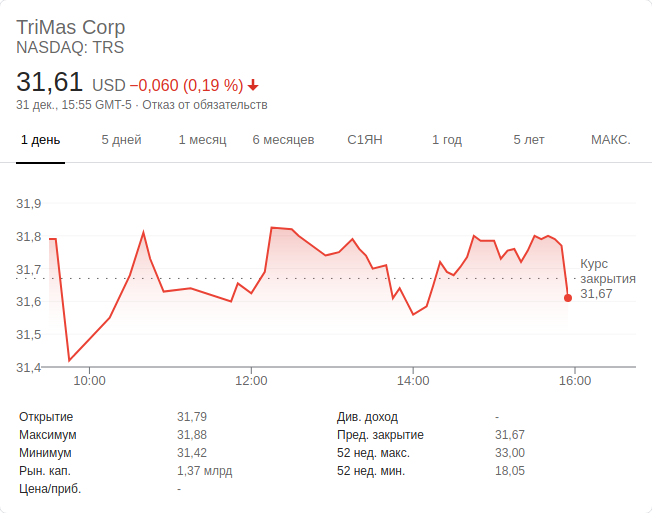 TriMas Corp
NASDAQ: TRS
31,61 USD −0,060 (0,19 %)
31 дек., 15:55 GMT-5 · Отказ от обязательств
1 день 5 дней 1 месяц 6 месяцев С1ЯН 1 год 5 лет МАКС.
31,9
31,8
31,7
31,6
31,5
31,4
Курс
закрытия
31,67
10:00 12:00 14:00 16:00
Открытие 31,79 Див. доход -
Максимум 31,88 Пред. закрытие 31,67
Минимум 31,42 52 нед. макс. 33,00
Рын. кап. 1,37 млрд 52 нед. мин. 18,05
Цена/приб. -